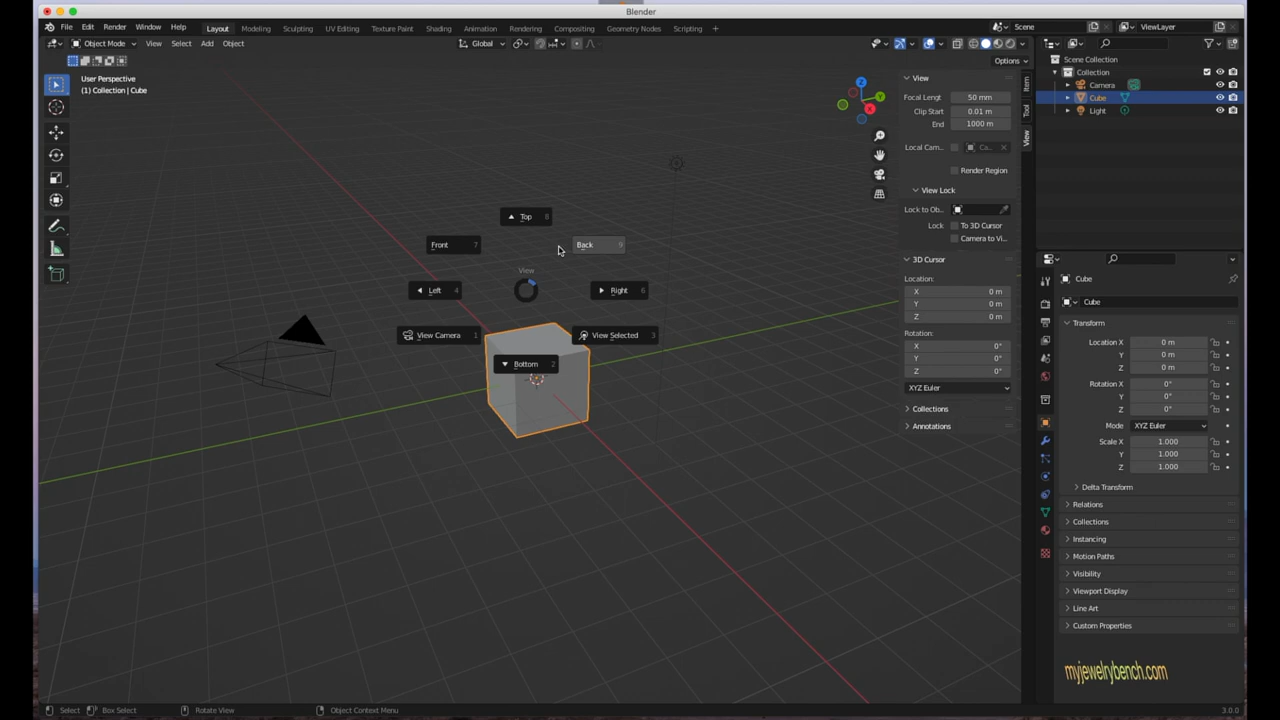 Blender
File Edit Render Window Help Layout Modeling Sculpting UV Editing Texture Paint Shading Animation Rendering Compositing Geometry Nodes Scripting + Scene ViewLayer
Object Mode View Select Add Object Global
Options
User Perspective
(1) Collection | Cube
Z
Y
X
Top 8
Front 7
Back 9
View
Left 4
Right 6
View Camera 1
View Selected 3
Bottom 2
View
Focal Lengt 50 mm
Clip Start 0.01 m
End 1000 m
Local Cam... Ca...
Render Region
View Lock
Lock to Ob...
Lock To 3D Cursor
Camera to Vi...
3D Cursor
Location:
X 0 m
Y 0 m
Z 0 m
Rotation:
X 0°
Y 0°
Z 0°
XYZ Euler
Collections
Annotations
Item
Tool
View
Scene Collection
Collection
Camera
Cube
Light
Cube
Cube
Transform
Location X 0 m
Y 0 m
Z 0 m
Rotation X 0°
Y 0°
Z 0°
Mode XYZ Euler
Scale X 1.000
Y 1.000
Z 1.000
Delta Transform
Relations
Collections
Instancing
Motion Paths
Visibility
Viewport Display
Line Art
Custom Properties
myjewelrybench.com
Select Box Select Rotate View Object Context Menu 3.0.0